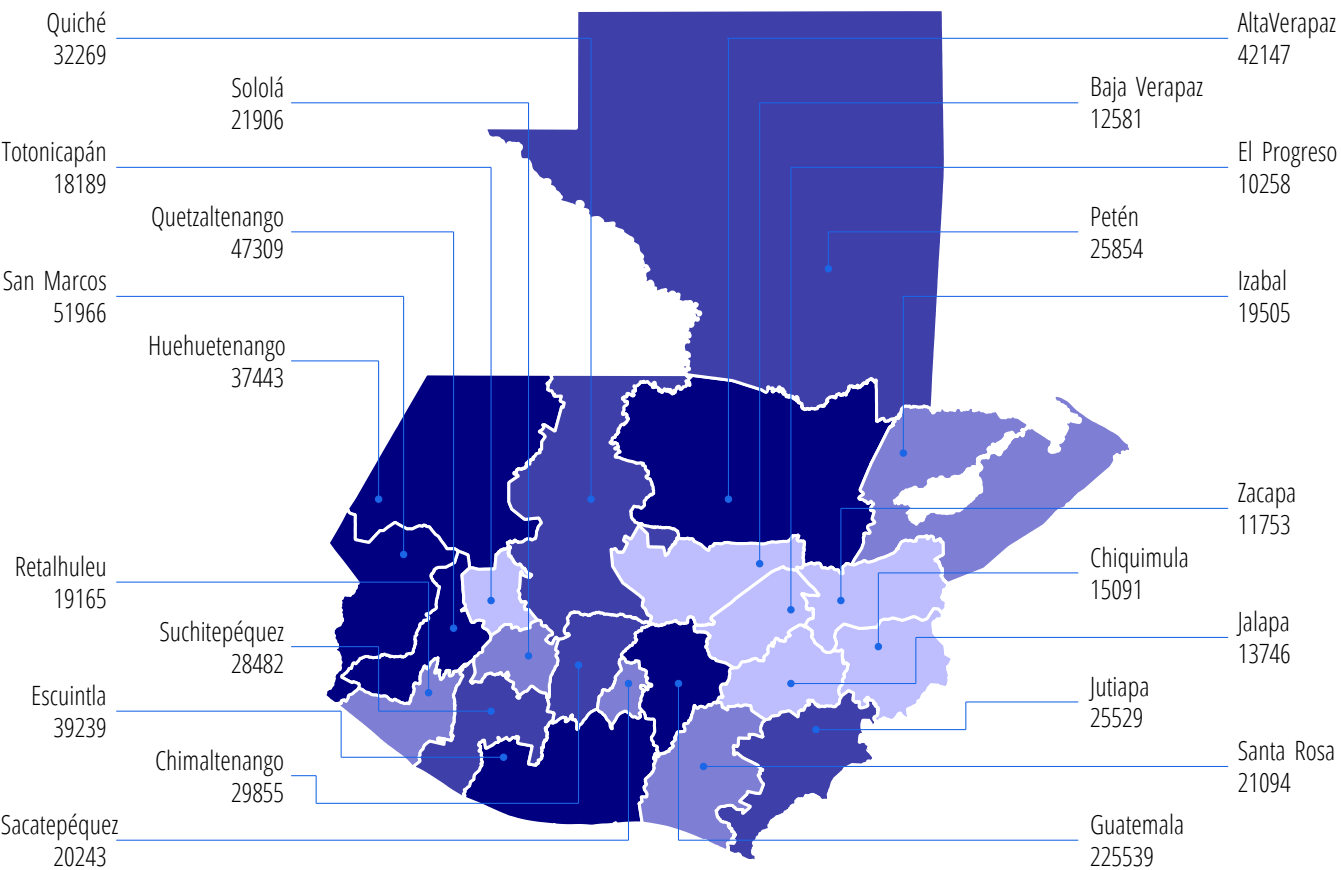 Quiché
32269
Sololá
21906
Totonicapán
18189
Quetzaltenango
47309
San Marcos
51966
Huehuetenango
37443
Retalhuleu
19165
Suchitepéquez
28482
Escuintla
39239
Chimaltenango
29855
Sacatepéquez
20243
AltaVerapaz
42147
Baja Verapaz
12581
El Progreso
10258
Petén
25854
Izabal
19505
Zacapa
11753
Chiquimula
15091
Jalapa
13746
Jutiapa
25529
Santa Rosa
21094
Guatemala
225539